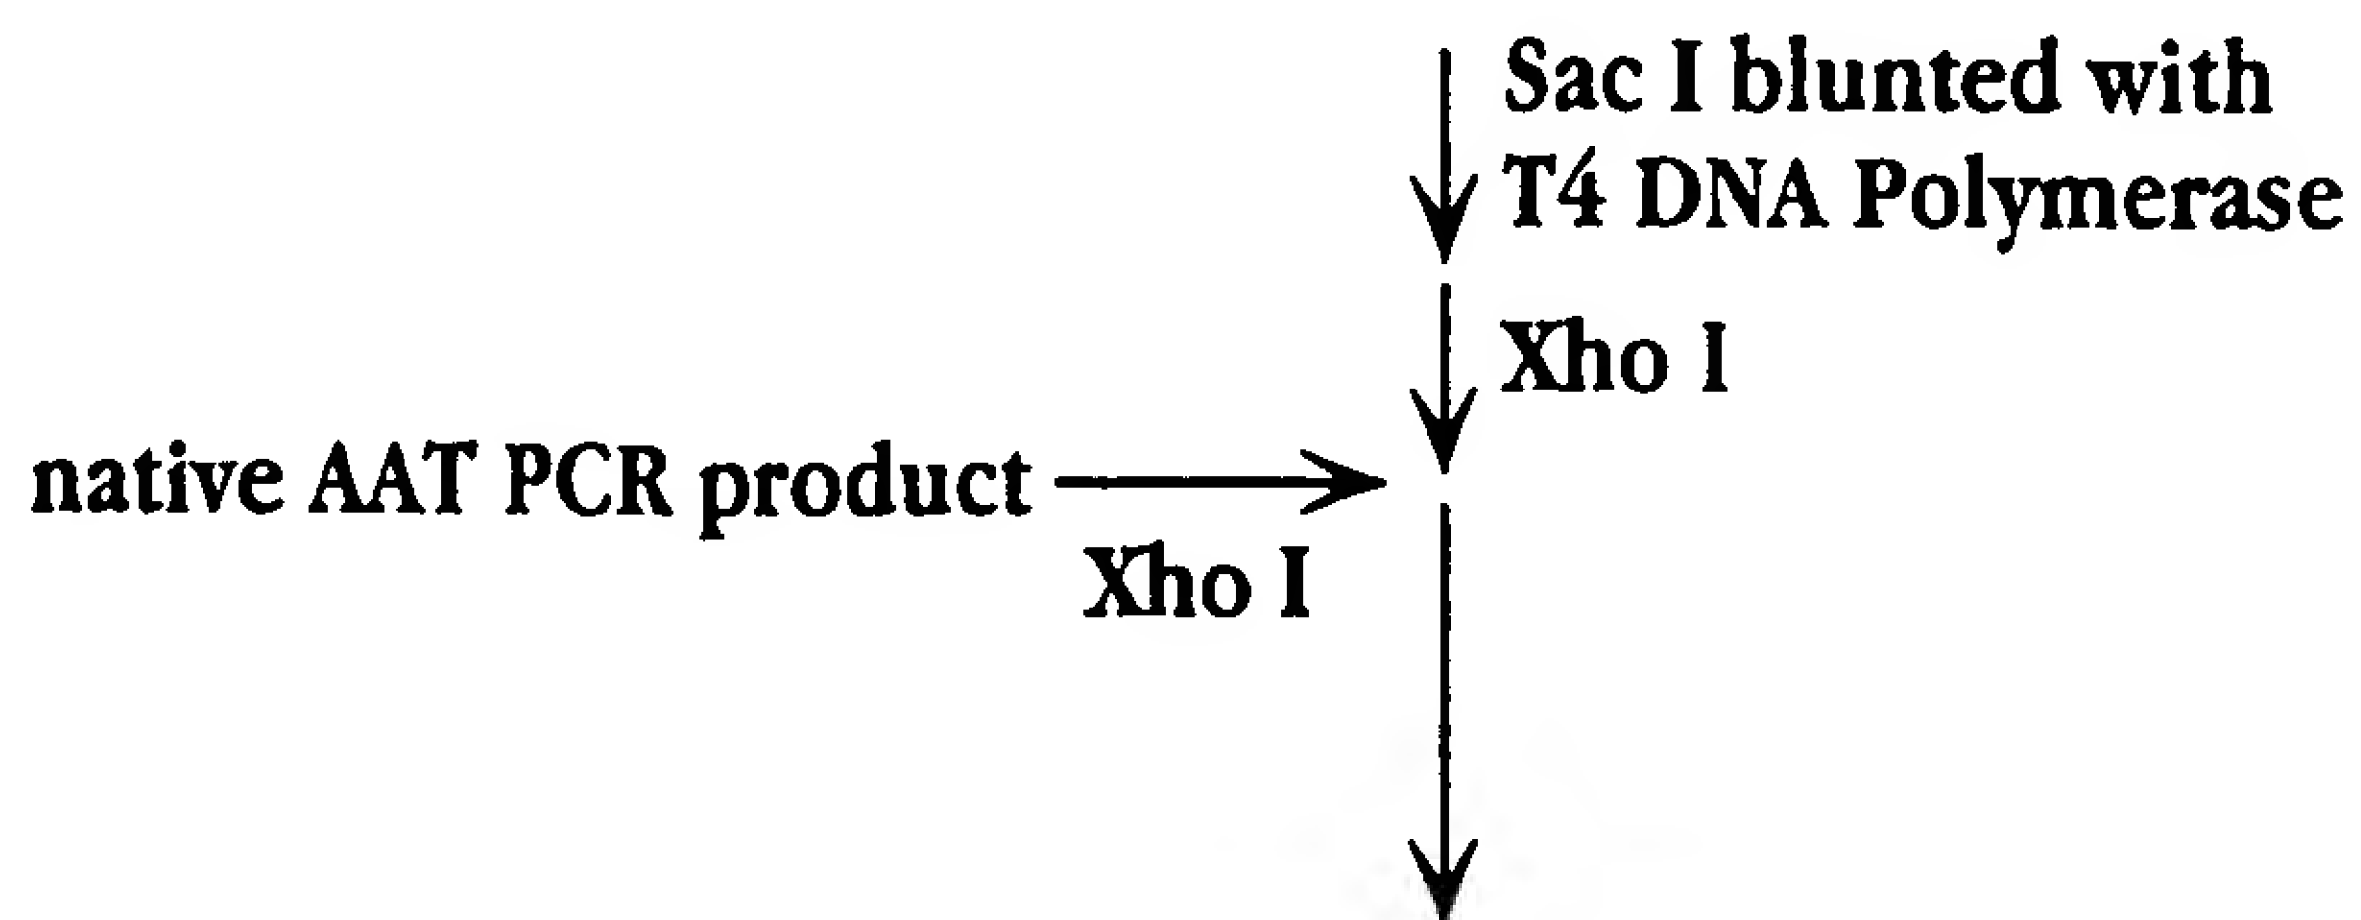 Sac I blunted with
T4 DNA Polymerase
Xho I
native AAT PCR product
Xho I